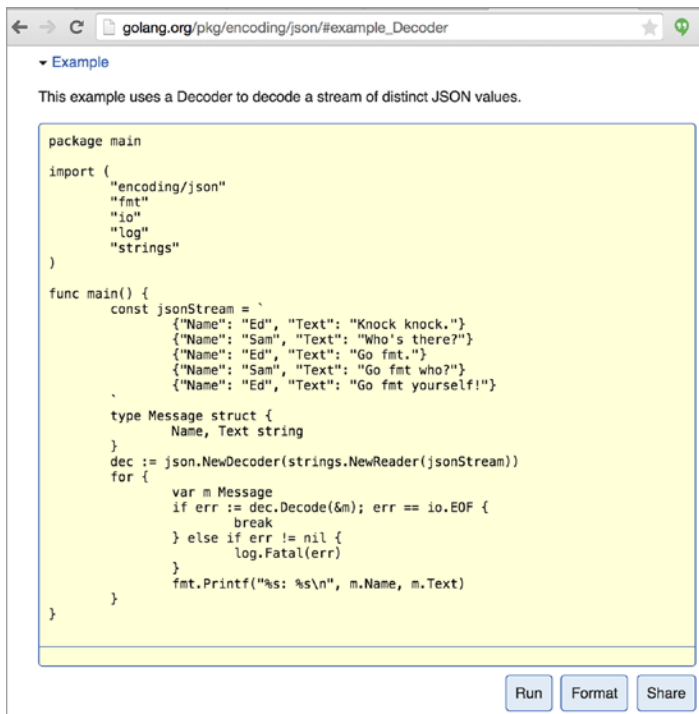 golang.org/pkg/encoding/json/#example_Decoder
Example
This example uses a Decoder to decode a stream of distinct JSON values.
package main
import (
"encoding/json"
"fmt"
"io"
"log"
"strings"
)
func main() {
const jsonStream = `
{"Name": "Ed", "Text": "Knock knock."}
{"Name": "Sam", "Text": "Who's there?"}
{"Name": "Ed", "Text": "Go fmt."}
{"Name": "Sam", "Text": "Go fmt who?"}
{"Name": "Ed", "Text": "Go fmt yourself!"}
`
type Message struct {
Name, Text string
}
dec := json.NewDecoder(strings.NewReader(jsonStream))
for {
var m Message
if err := dec.Decode(&m); err == io.EOF {
break
} else if err != nil {
log.Fatal(err)
}
fmt.Printf("%s: %s\n", m.Name, m.Text)
}
}
Run Format Share